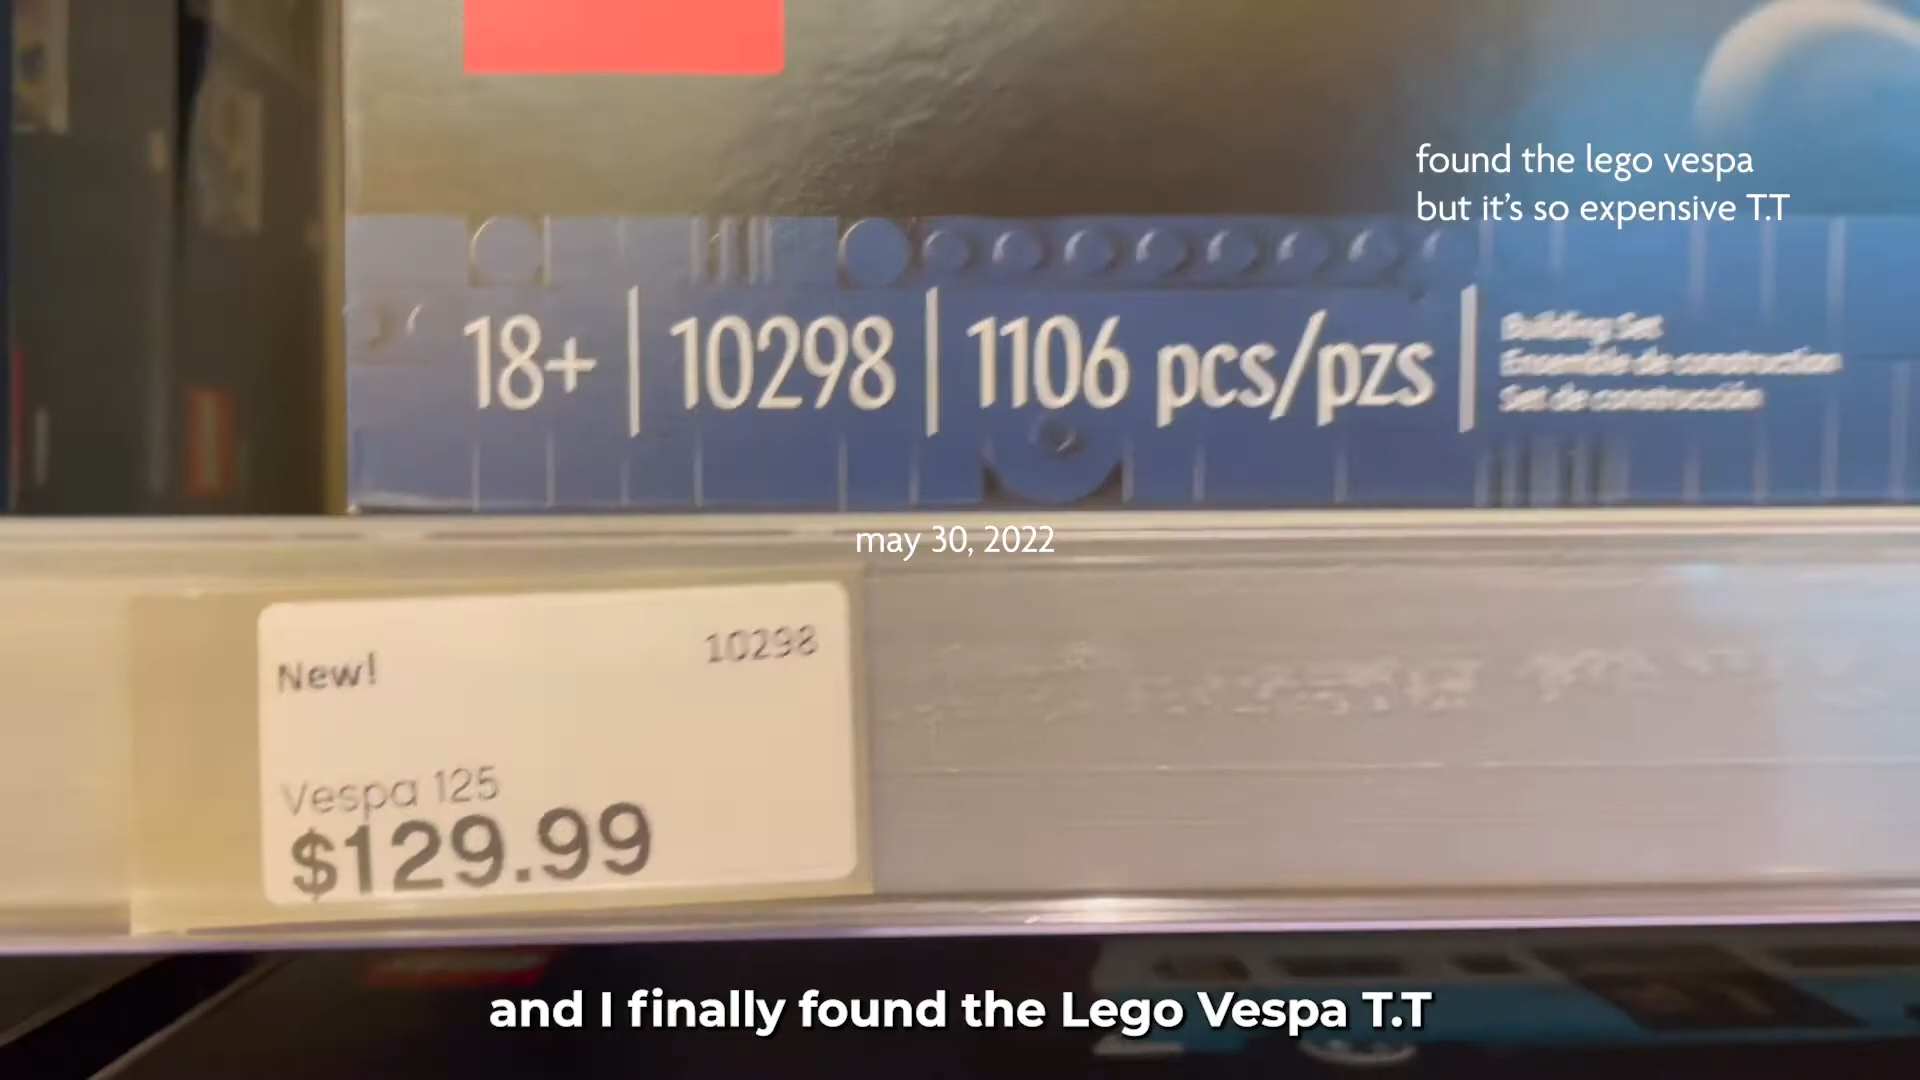 found the lego vespa
but it's so expensive T.T
18+ | 10298 | 1106 pcs/pzs
Building Set
Ensemble de construction
Set de construcción
may 30, 2022
New! 10298
Vespa 125
$129.99
and I finally found the Lego Vespa T.T